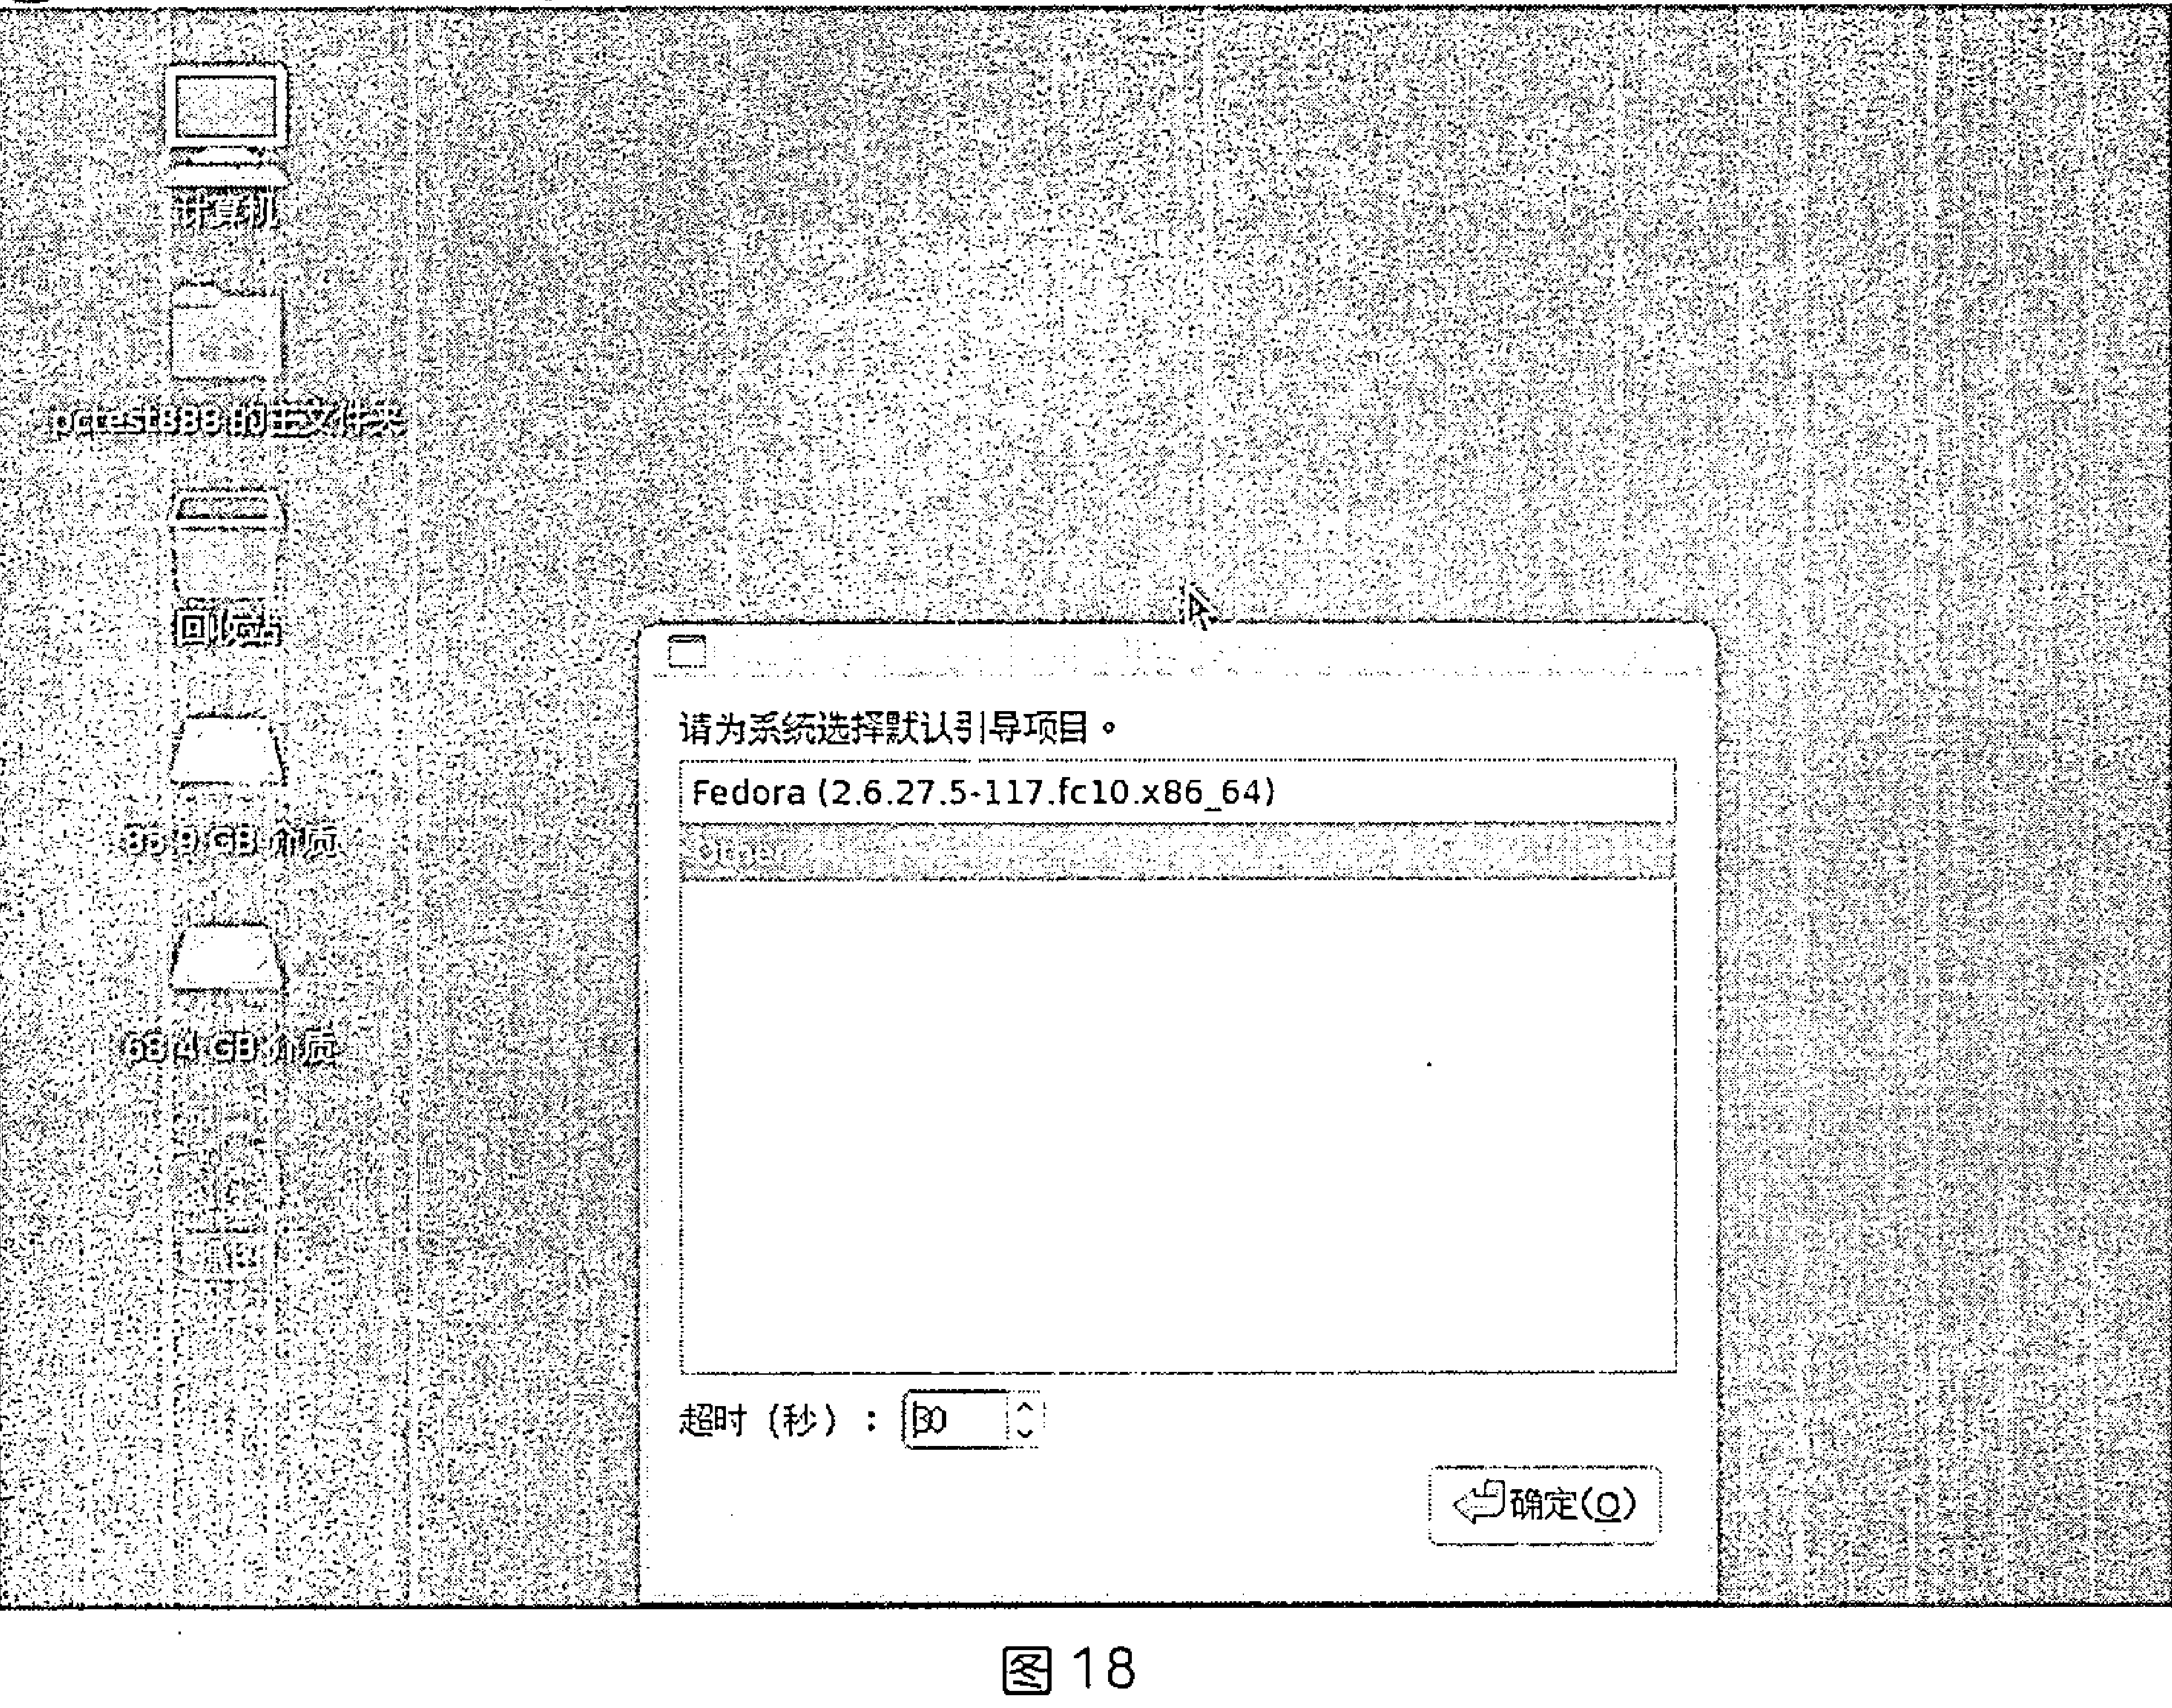 计算机
pctest888 的主文件夹
回收站
GB 介质
68.4 GB 介质
请为系统选择默认引导项目。
Fedora (2.6.27.5-117.fc10.x86_64)
Other
超时（秒）：30
确定(O)
图 18